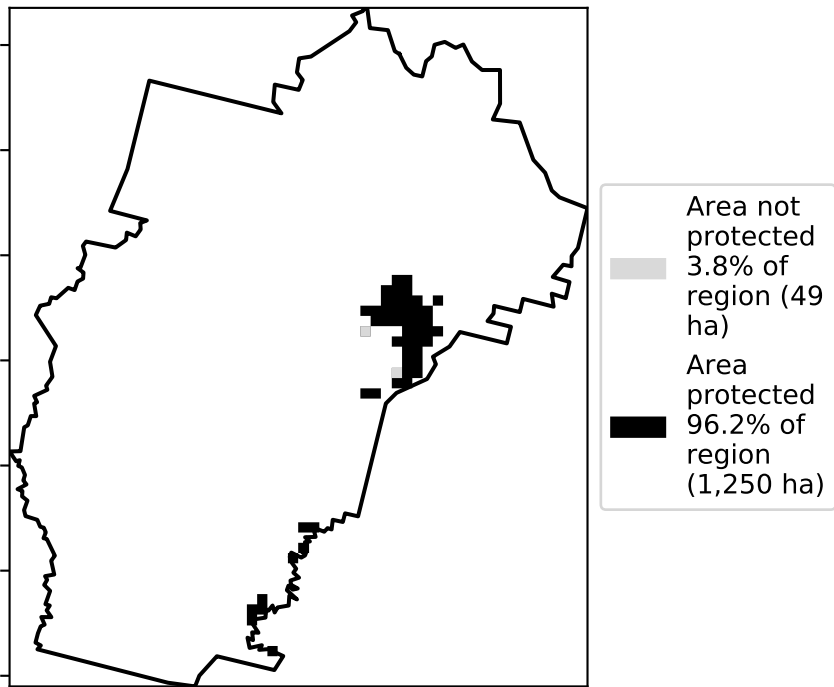 Area not
protected
3.8% of
region (49
ha)
Area
protected
96.2% of
region
(1,250 ha)